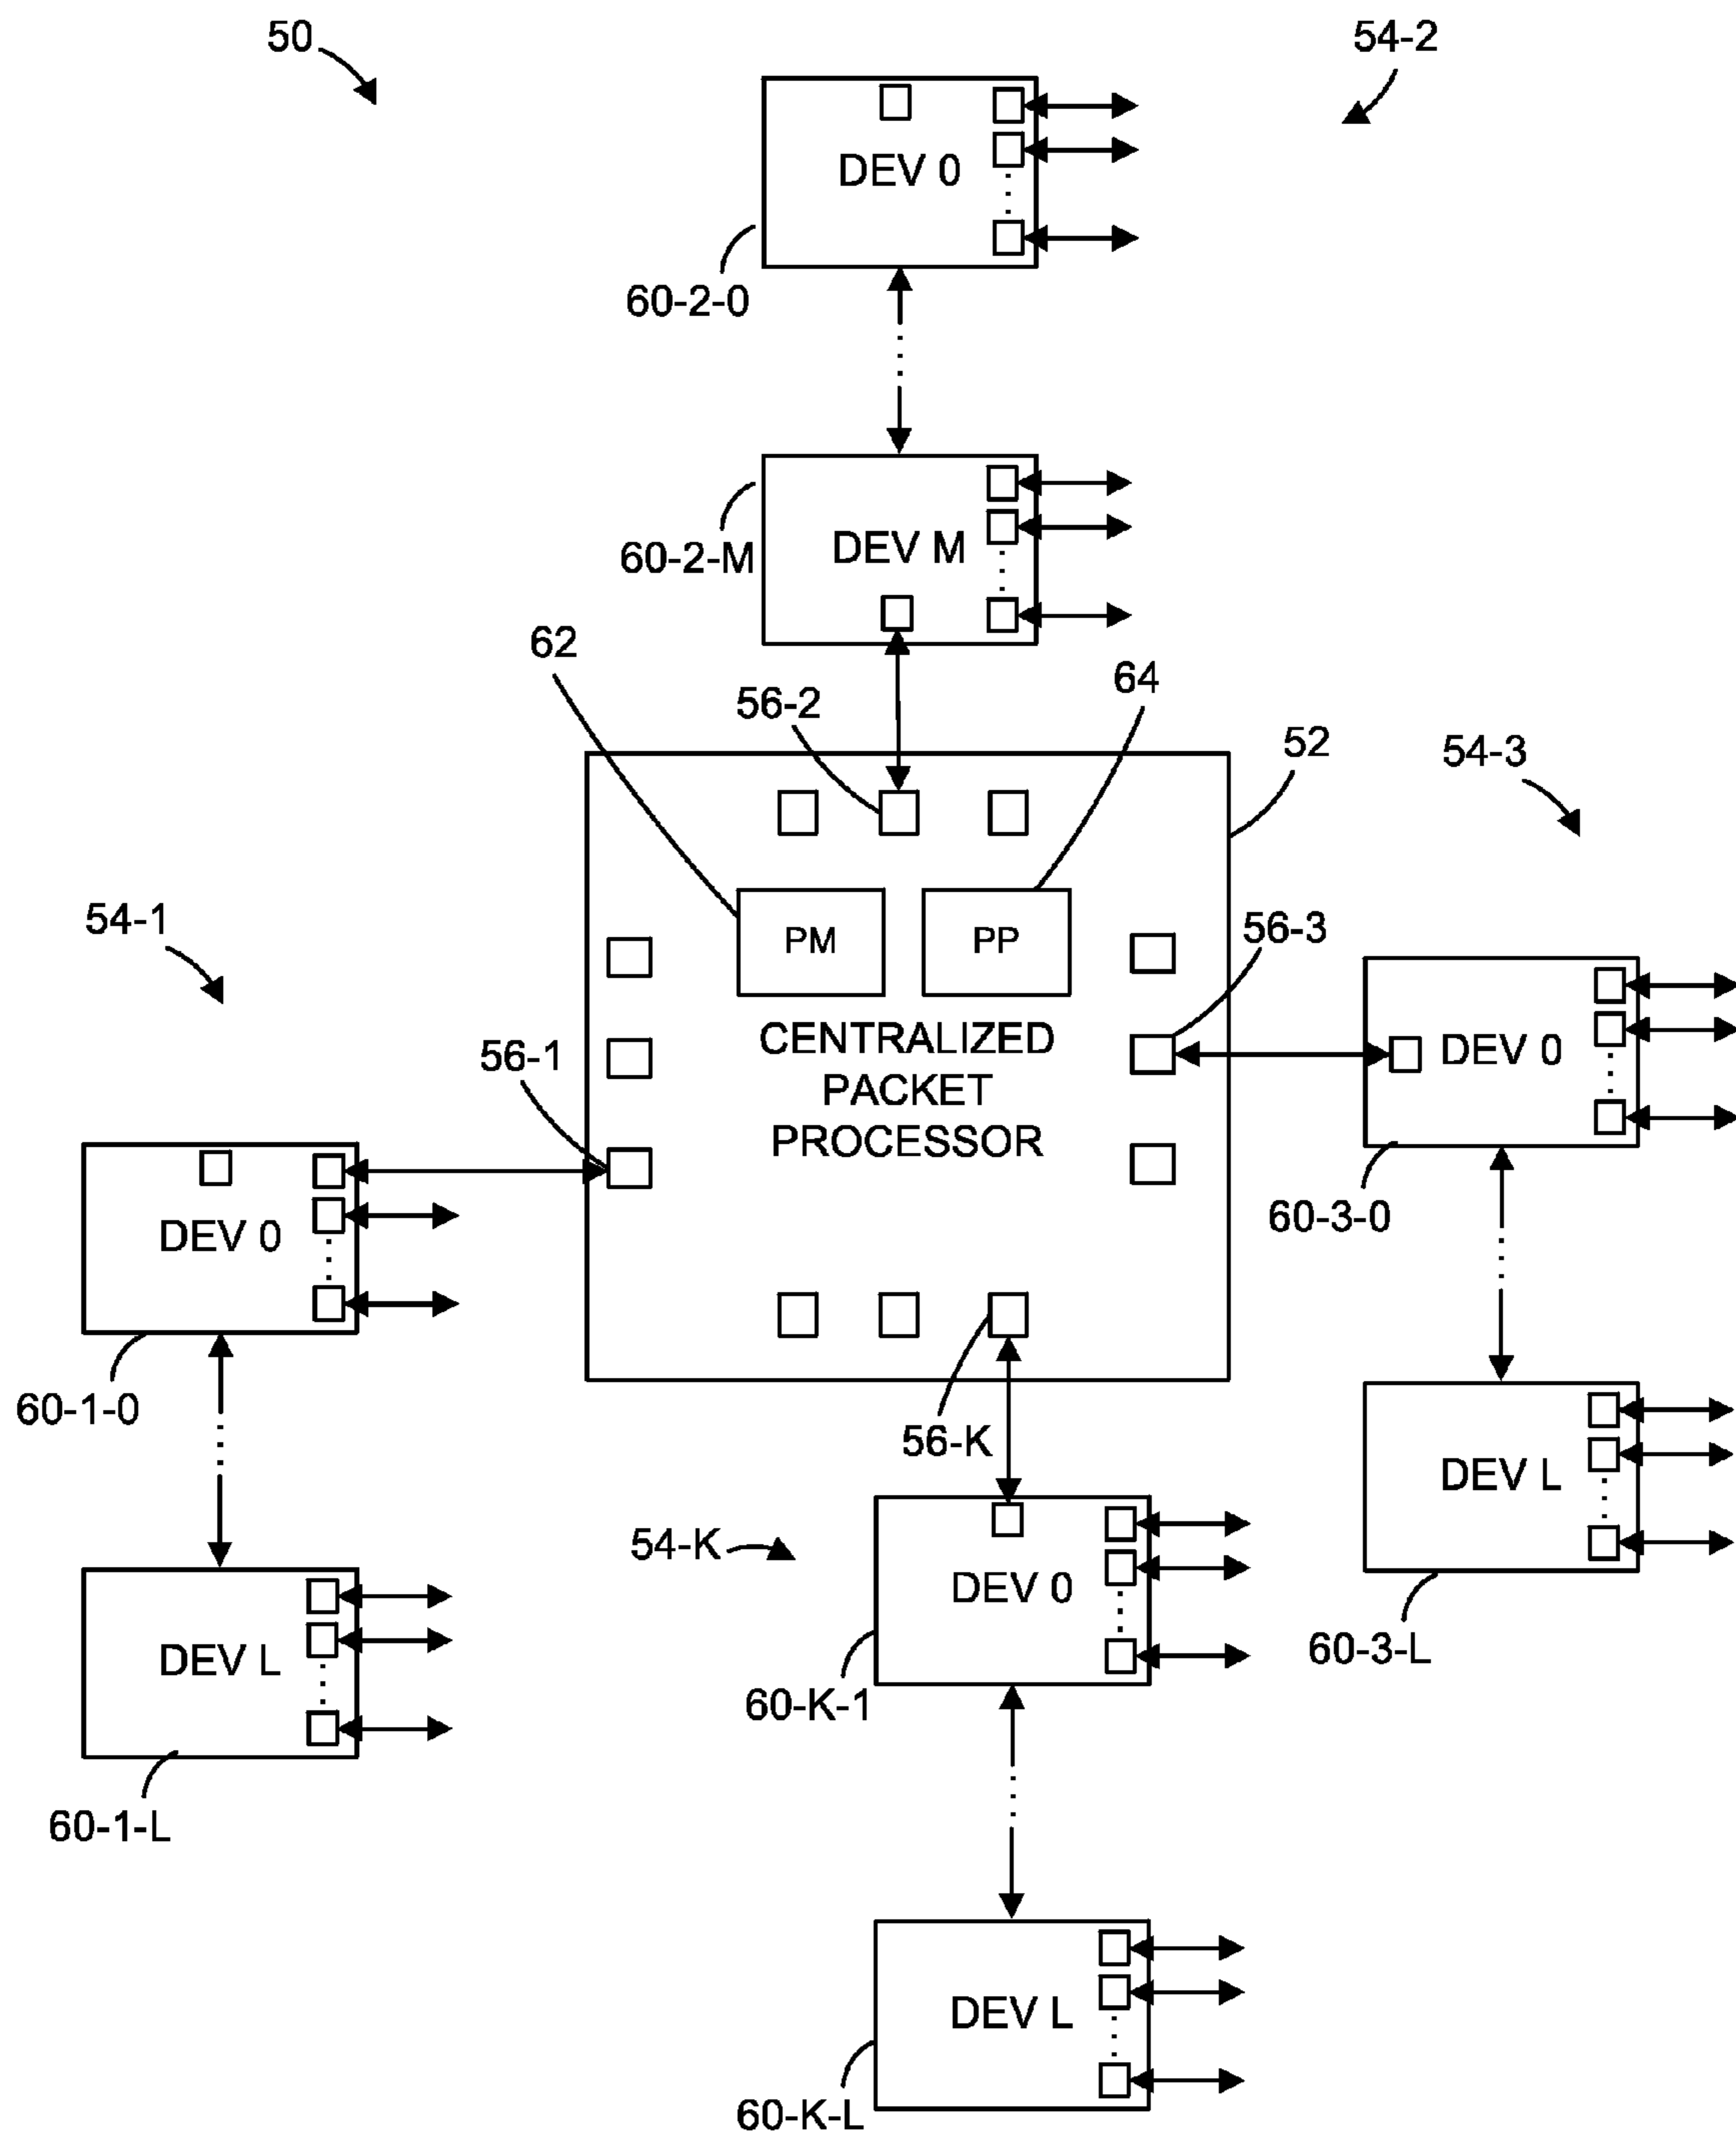 50
54-2
DEV 0
60-2-0
DEV M
60-2-M
62
64
56-2
52
54-3
54-1
PM
PP
56-3
CENTRALIZED
PACKET
PROCESSOR
56-1
DEV 0
60-3-0
DEV 0
60-1-0
56-K
DEV L
54-K
DEV 0
60-3-L
DEV L
60-K-1
60-1-L
DEV L
60-K-L